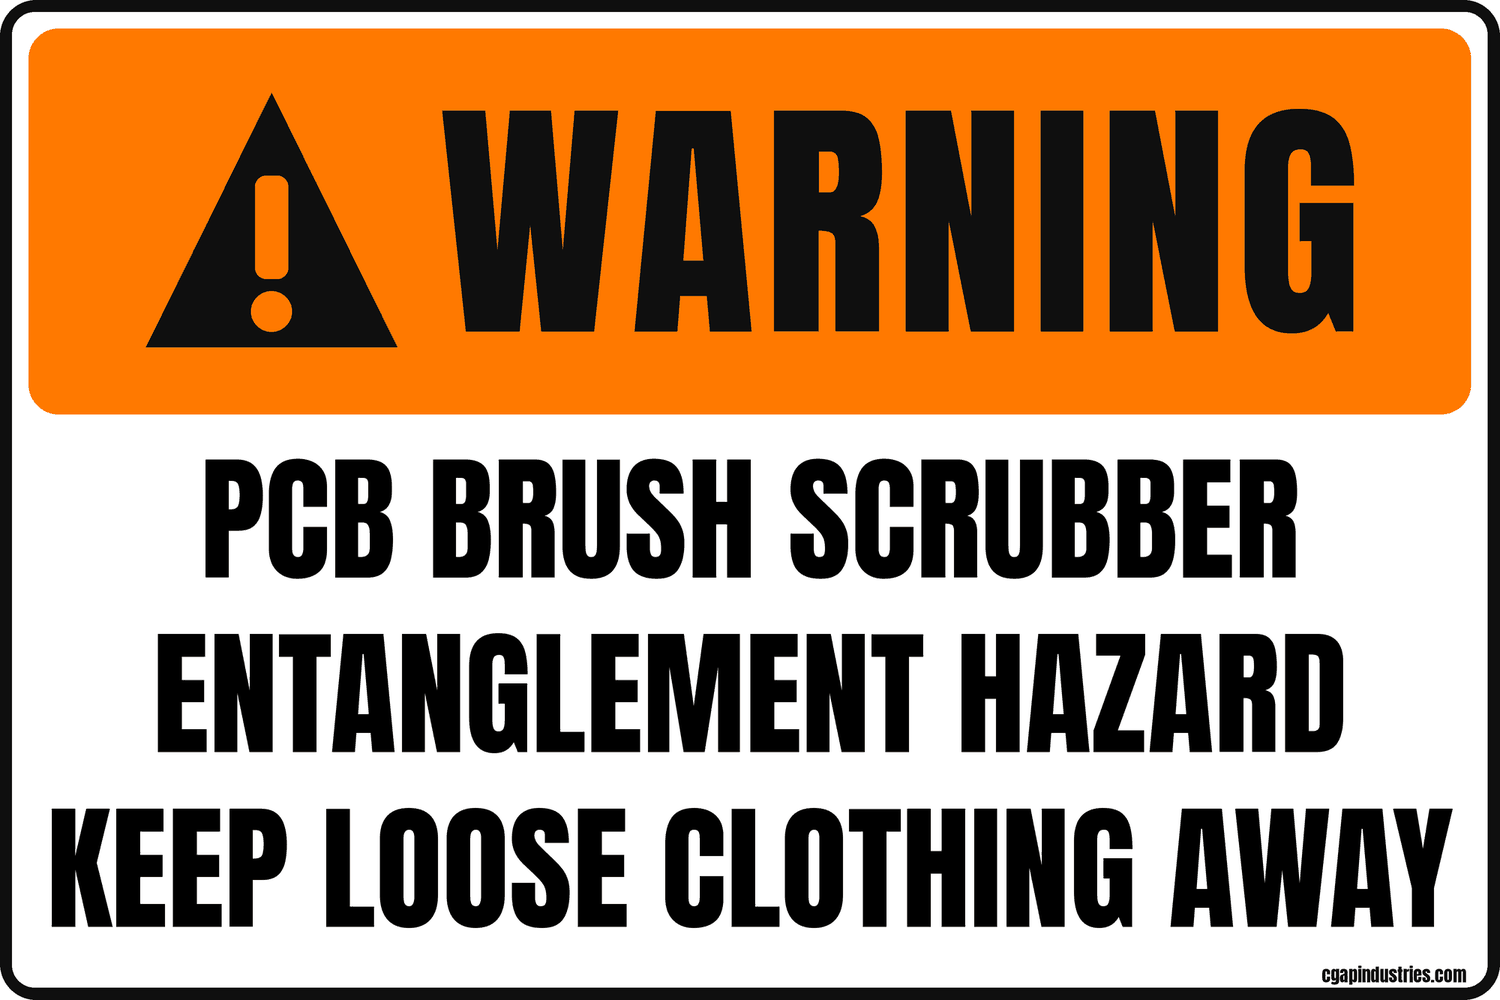 WARNING
PCB BRUSH SCRUBBER
ENTANGLEMENT HAZARD
KEEP LOOSE CLOTHING AWAY
cgapindustries.com